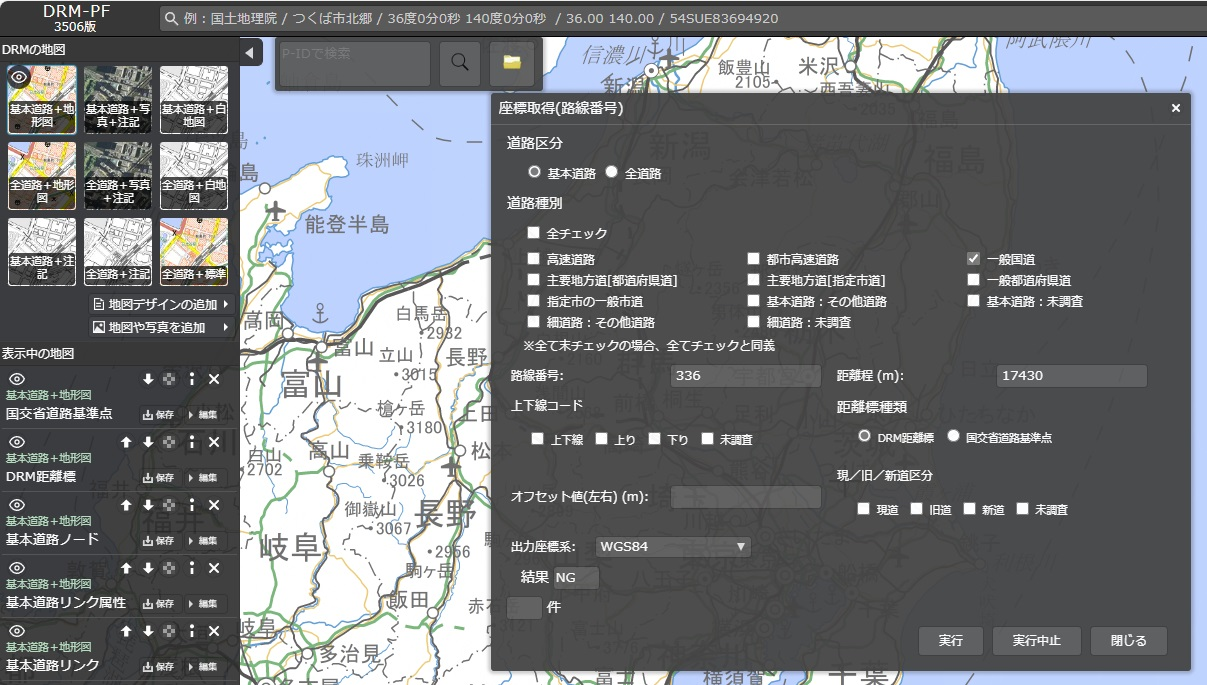 DRM-PF
3506版
例：国土地理院 / つくば市北郷 / 36度0分0秒 140度0分0秒 / 36.00 140.00 / 54SUE83694920
DRMの地図
P-IDで検索
基本道路＋地形図
基本道路＋写真＋注記
基本道路＋白地図
全道路＋地形図
全道路＋写真＋注記
全道路＋白地図
基本道路＋注記
全道路＋注記
全道路＋標準
地図デザインの追加
地図や写真を追加
表示中の地図
基本道路＋地形図
国交省道路基準点
保存
編集
基本道路＋地形図
DRM距離標
保存
編集
基本道路＋地形図
基本道路ノード
保存
編集
基本道路＋地形図
基本道路リンク属性
保存
編集
基本道路＋地形図
基本道路リンク
保存
編集
信濃川
新潟
飯豊山
2105
米沢
西吾妻山
阿武隈川
珠洲岬
能登半島
白馬岳
2932
高岡
富山
富山
立山
3015
長野
槍ヶ岳
3180
上田
高山
白山
2702
乗鞍岳
3026
松
御嶽山
3067
長野
岐阜
2956
駒ヶ岳
飯田
赤石
岐阜
多治見
横須賀
千葉
座標取得(路線番号)
道路区分
基本道路 全道路
道路種別
全チェック
高速道路 都市高速道路 一般国道
主要地方道[都道府県道] 主要地方道[指定市道] 一般都道府県道
指定市の一般市道 基本道路：その他道路 基本道路：未調査
細道路：その他道路 細道路：未調査
※全て未チェックの場合、全てチェックと同義
路線番号: 336 距離程 (m): 17430
上下線コード
上下線 上り 下り 未調査
距離標種類
DRM距離標 国交省道路基準点
現／旧／新道区分
現道 旧道 新道 未調査
オフセット値(左右) (m):
出力座標系: WGS84
結果 NG
件
実行 実行中止 閉じる